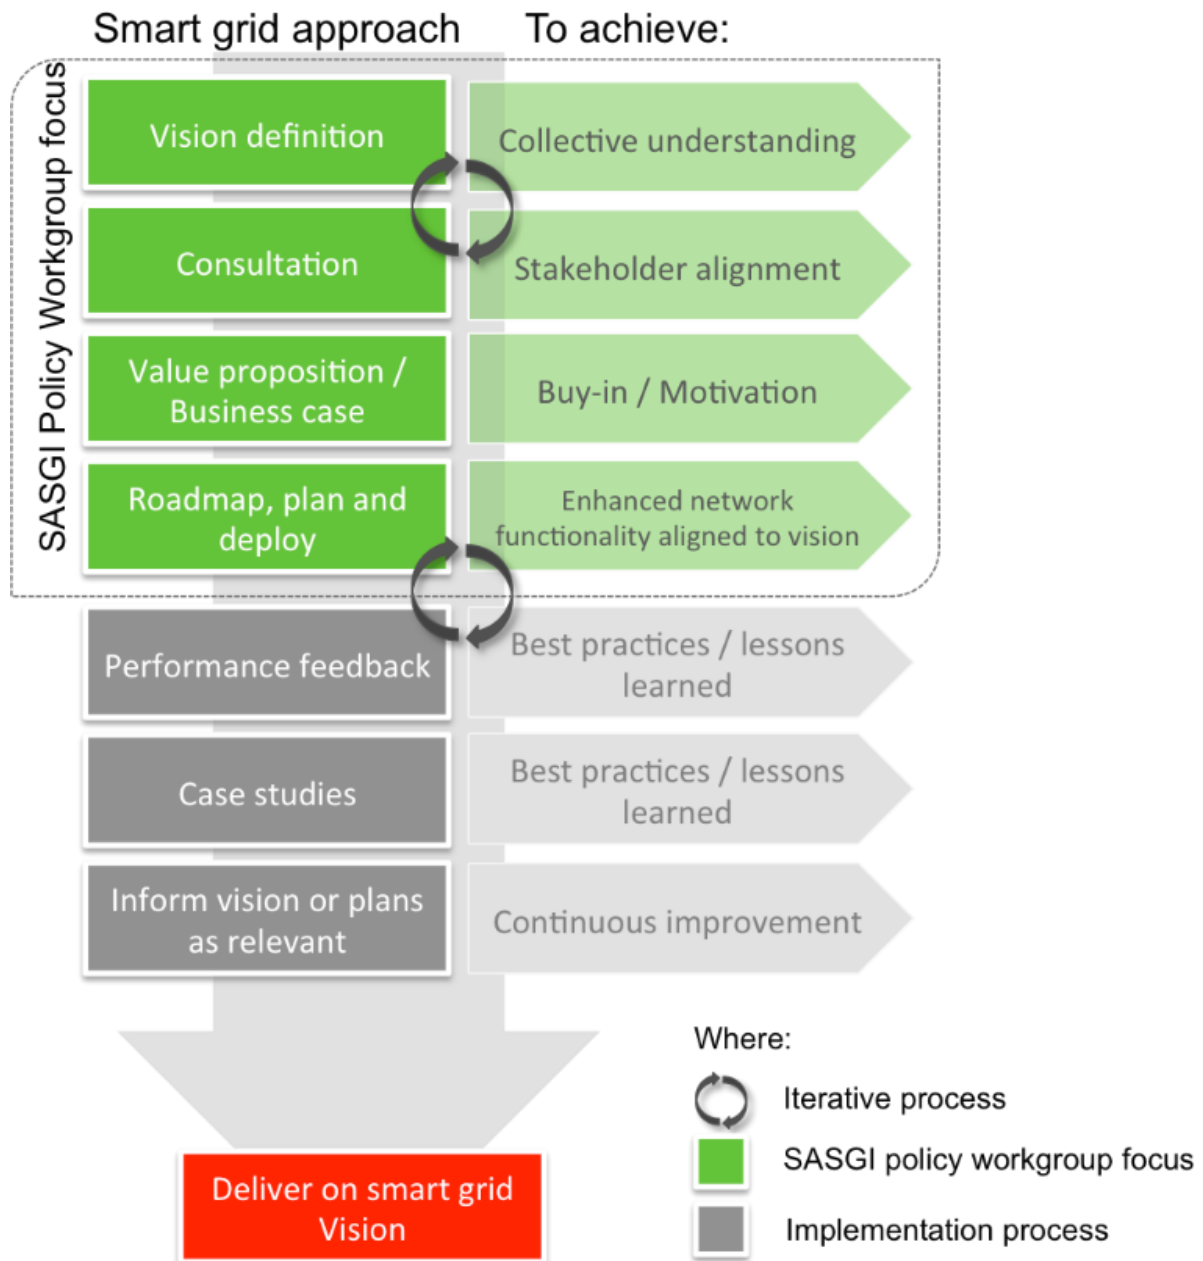 Smart grid approach
To achieve:
SASGI Policy Workgroup focus
Vision definition
Collective understanding
Consultation
Stakeholder alignment
Value proposition /
Business case
Buy-in / Motivation
Roadmap, plan and
deploy
Enhanced network
functionality aligned to vision
Performance feedback
Best practices / lessons
learned
Case studies
Best practices / lessons
learned
Inform vision or plans
as relevant
Continuous improvement
Deliver on smart grid
Vision
Where:
Iterative process
SASGI policy workgroup focus
Implementation process